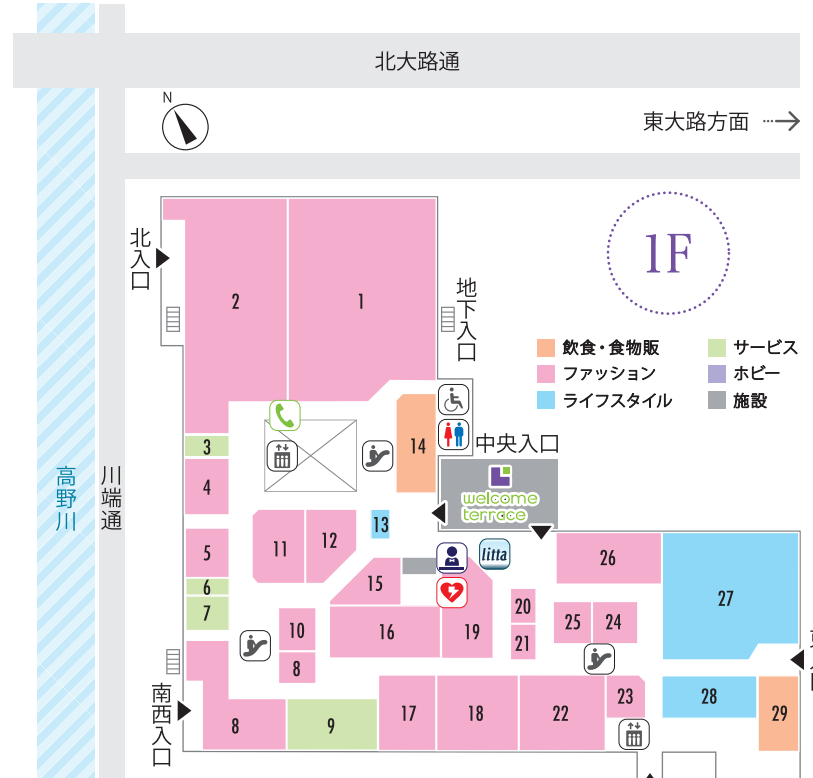 北大路通
N
東大路方面
1F
北入口
地下入口
飲食・食物販
サービス
ファッション
ホビー
ライフスタイル
施設
2
1
3
14
中央入口
4
welcome
terrace
高野川
川端通
13
12
11
5
litta
26
15
6
7
27
20
25
24
10
16
19
21
8
南西入口
23
28
8
9
17
18
22
29